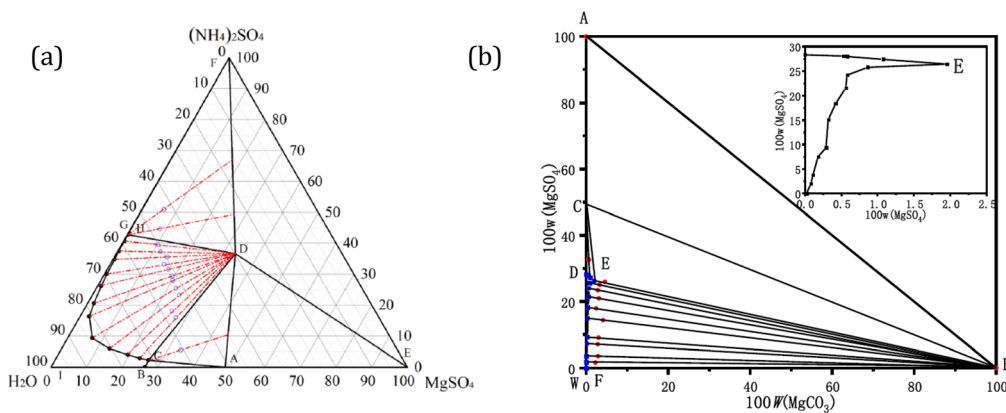 (a)
(NH₄)₂SO₄
0 100
F
10 90
20 80
30 70
40 60
50 50
G H
60 40
D
70 30
80 20
90 10
C
E 0
100
I B A
H₂O 0 10 20 30 40 50 60 70 80 90 100 MgSO₄
(b)
A
100
80
60
40
20
0
100w(MgSO₄)
C
D
E
W F
0 20 40 60 80 100
100W(MgCO₃)
30
25
20
15
10
5
0
100w(MgSO₄)
E
0.0 0.5 1.0 1.5 2.0 2.5
100w(MgSO₄)